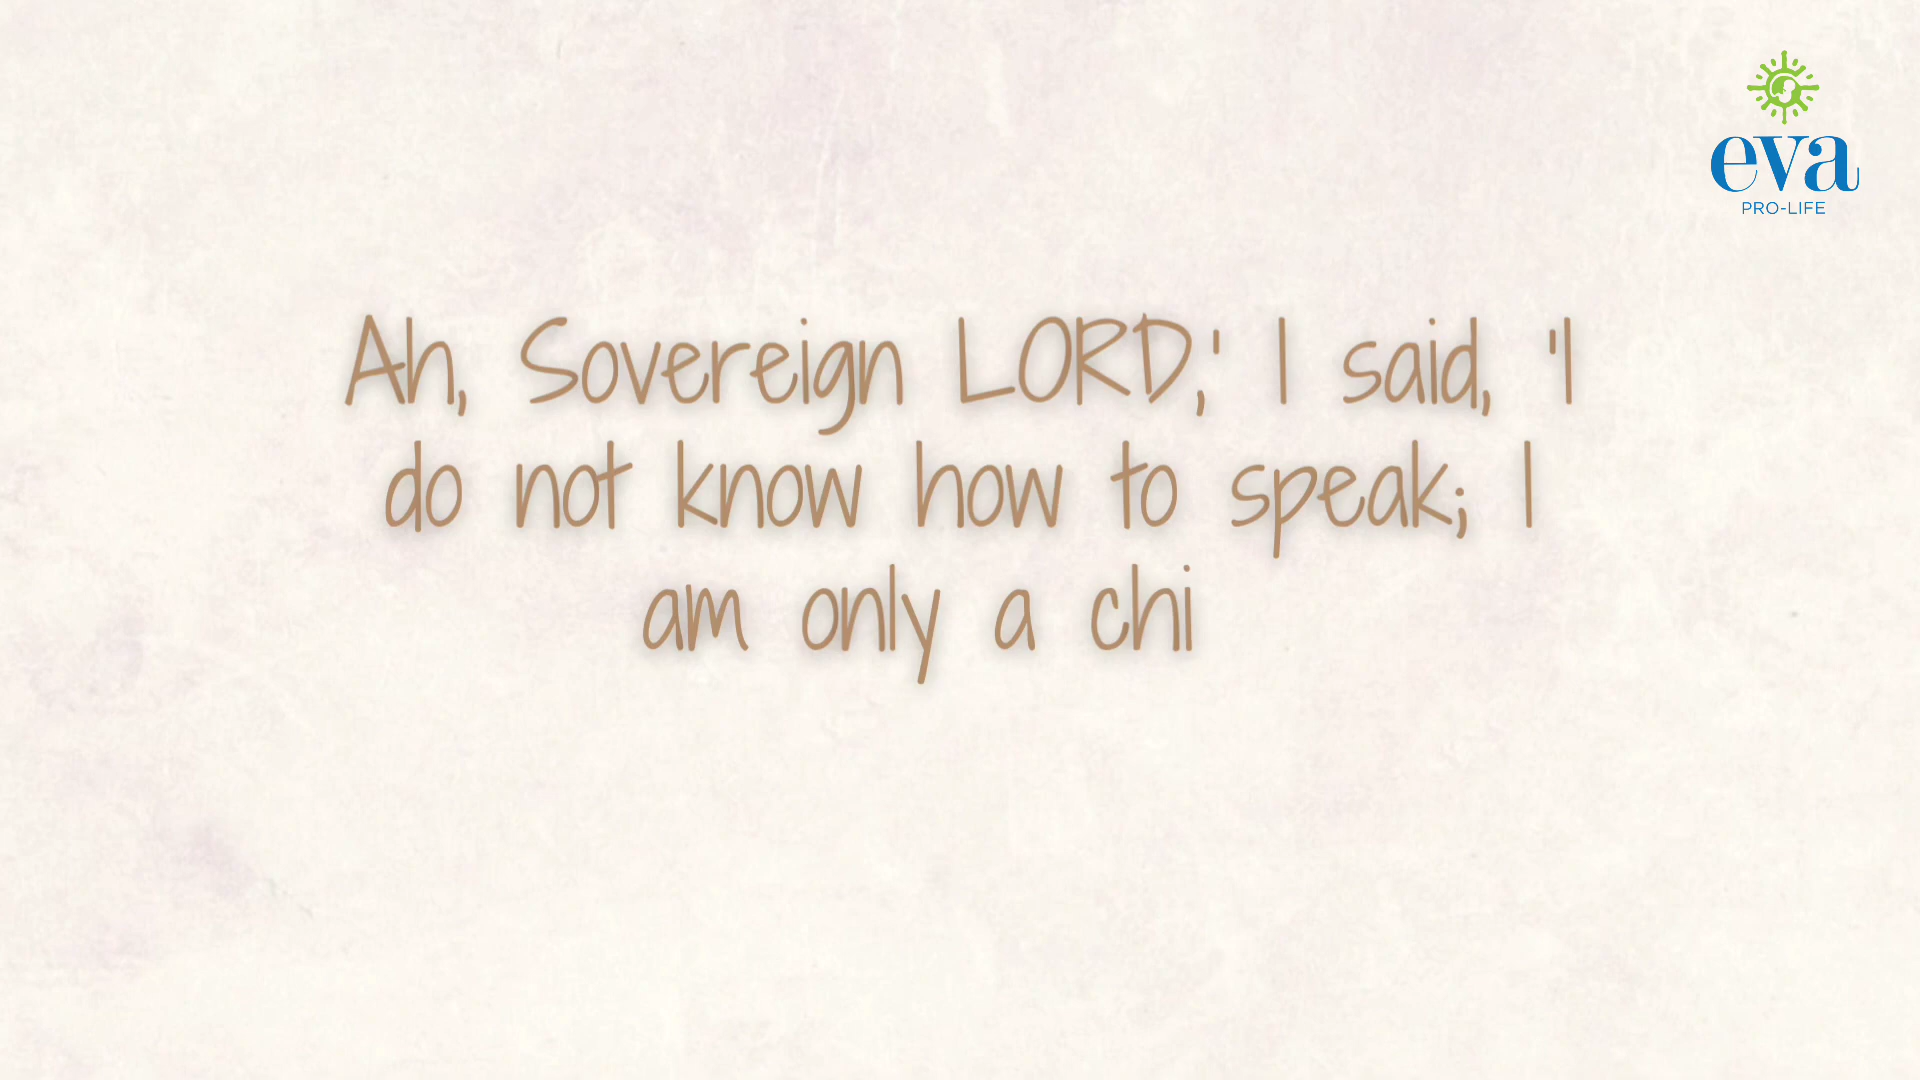 eva
PRO-LIFE
Ah, Sovereign LORD,' I said, 'I
do not know how to speak; I
am only a chi